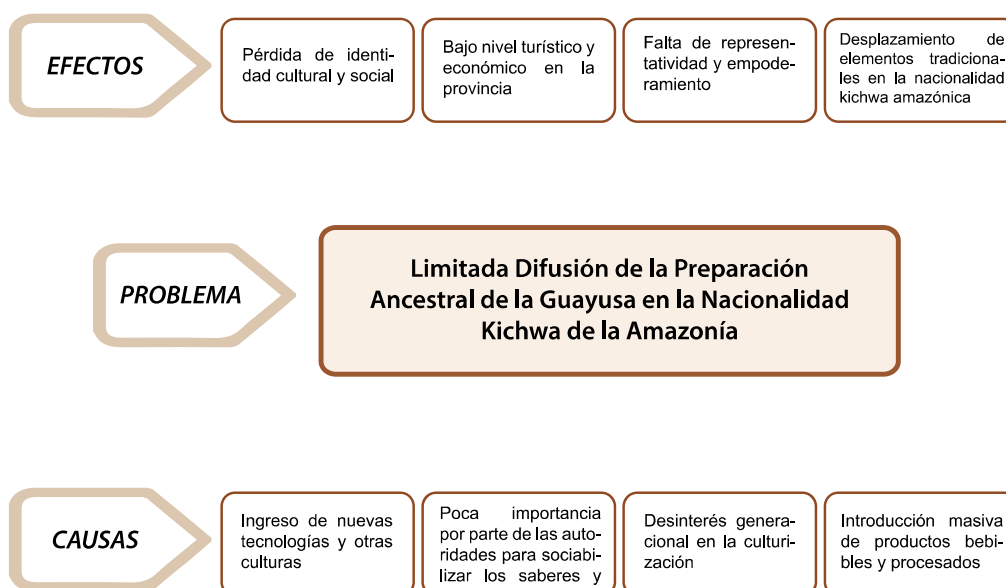 EFECTOS
Pérdida de identi-
dad cultural y social
Bajo nivel turístico y
económico en la
provincia
Falta de represen-
tatividad y empode-
ramiento
Desplazamiento de
elementos tradiciona-
les en la nacionalidad
kichwa amazónica
PROBLEMA
Limitada Difusión de la Preparación
Ancestral de la Guayusa en la Nacionalidad
Kichwa de la Amazonía
CAUSAS
Ingreso de nuevas
tecnologías y otras
culturas
Poca importancia
por parte de las auto-
ridades para sociabi-
lizar los saberes y
Desinterés genera-
cional en la culturi-
zación
Introducción masiva
de productos bebi-
bles y procesados